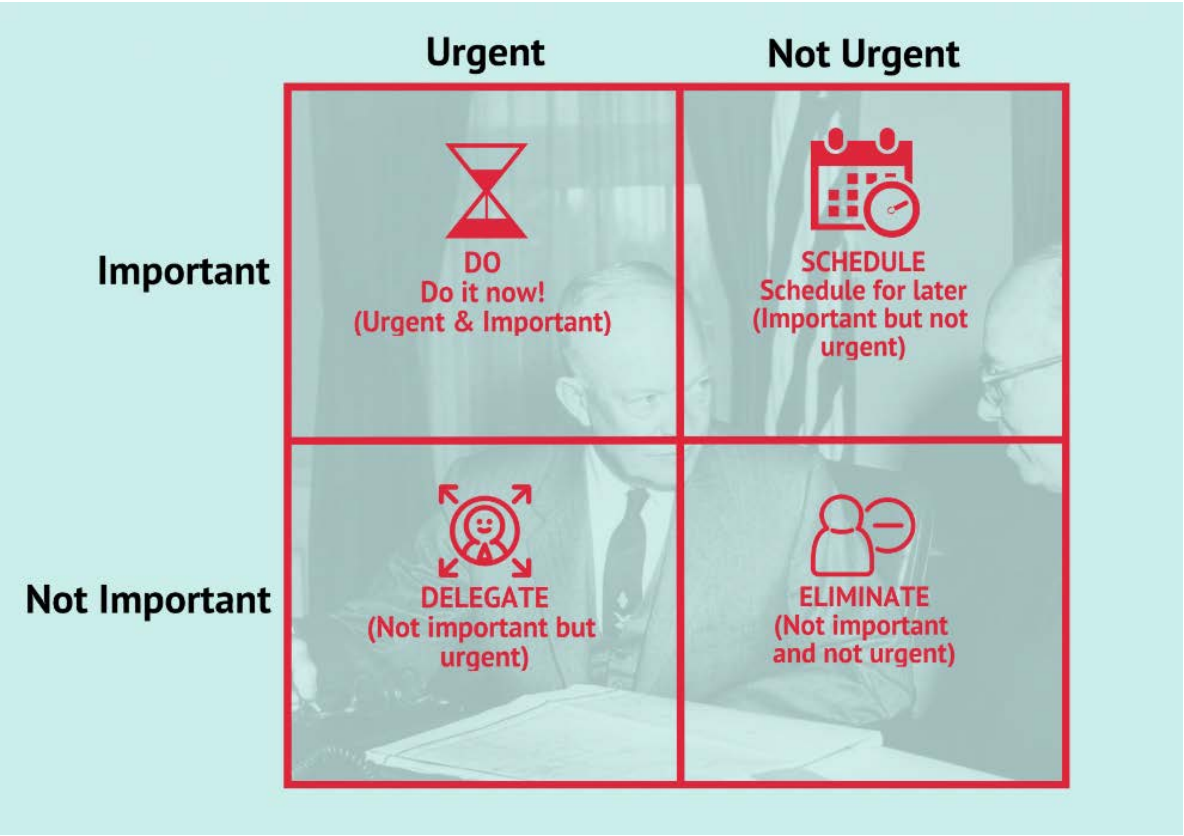 Urgent
Not Urgent
Important
DO
Do it now!
(Urgent & Important)
SCHEDULE
Schedule for later
(Important but not
urgent)
Not Important
DELEGATE
(Not important but
urgent)
ELIMINATE
(Not important
and not urgent)